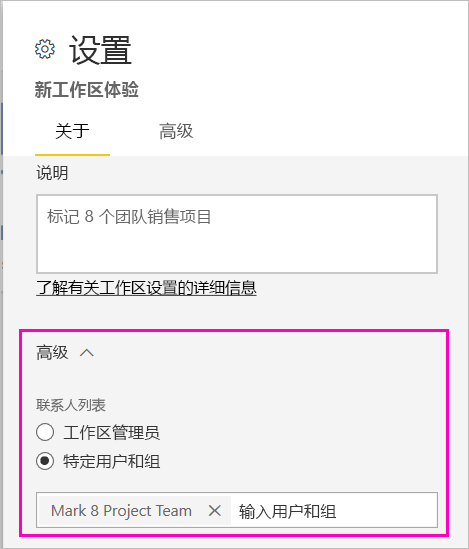 设置
新工作区体验
关于 高级
说明
标记 8 个团队销售项目
了解有关工作区设置的详细信息
高级
联系人列表
工作区管理员
特定用户和组
Mark 8 Project Team 输入用户和组